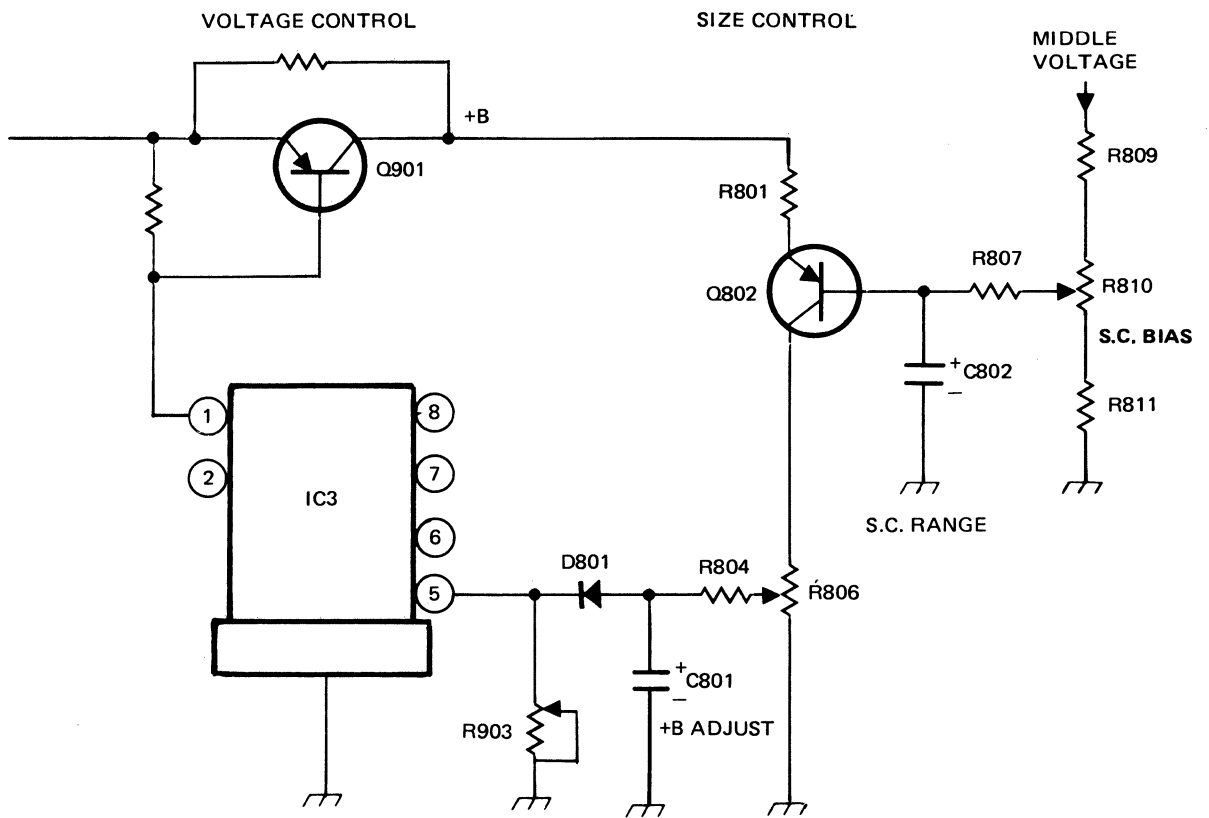 VOLTAGE CONTROL
SIZE CONTROL
MIDDLE
VOLTAGE
+B
Q901
R801
R809
Q802
R807
R810
S.C. BIAS
+
C802
−
R811
1
8
2
7
IC3
6
5
S.C. RANGE
D801
R804
R806
+
C801
−
R903
+B ADJUST